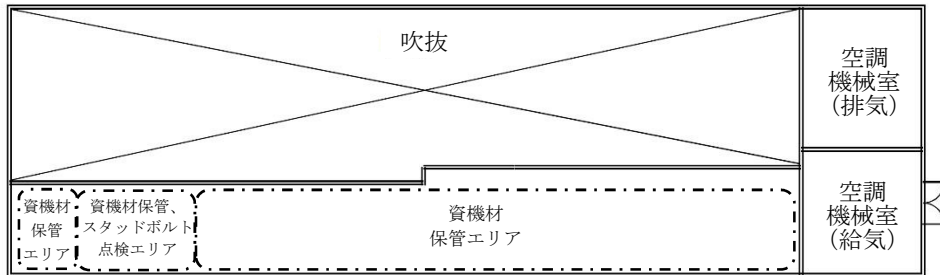 吹抜
空調
機械室
(排気)
資機材
保管
エリア
資機材保管、
スタッドボルト
点検エリア
資機材
保管エリア
空調
機械室
(給気)